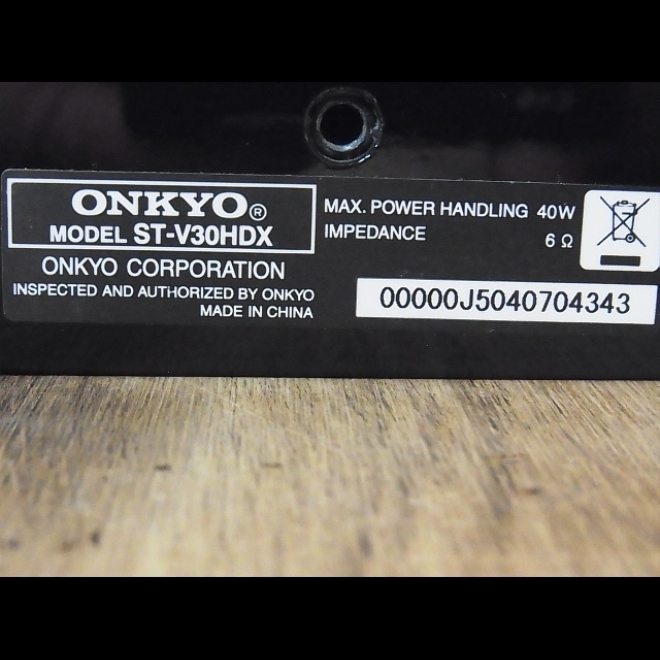 ONKYO®
MODEL ST-V30HDX
ONKYO CORPORATION
INSPECTED AND AUTHORIZED BY ONKYO
MADE IN CHINA
MAX. POWER HANDLING 40W
IMPEDANCE 6 Ω
00000J5040704343